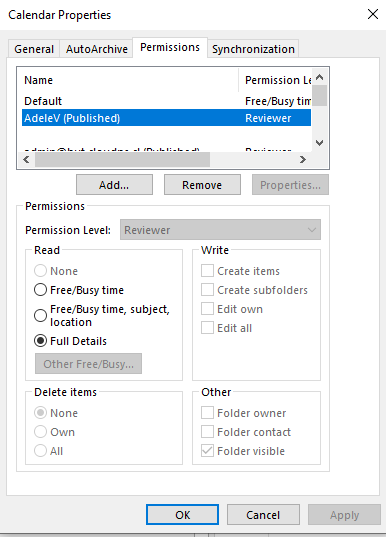 Calendar Properties
General AutoArchive Permissions Synchronization
Name Permission Le
Default Free/Busy tim
AdeleV (Published) Reviewer
(Published) Reviewer
Add... Remove Properties...
Permissions
Permission Level: Reviewer
Read Write
None Create items
Free/Busy time Create subfolders
Free/Busy time, subject, Edit own
location Edit all
Full Details
Other Free/Busy...
Delete items Other
None Folder owner
Own Folder contact
All Folder visible
OK Cancel Apply